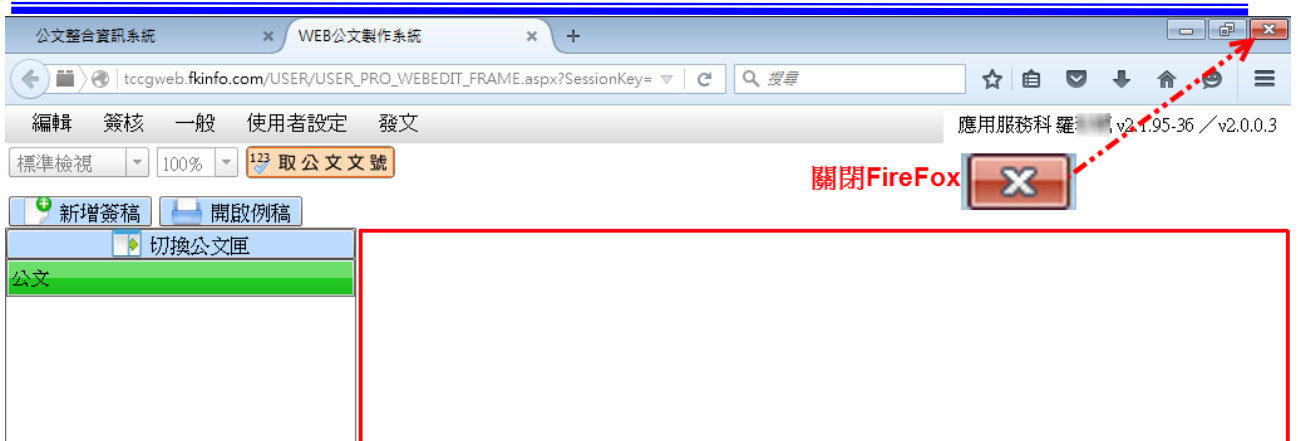 公文整合資訊系統 WEB公文製作系統
tccgweb.fkinfo.com/USER/USER_PRO_WEBEDIT_FRAME.aspx?SessionKey= 搜尋
編輯 簽核 一般 使用者設定 發文 應用服務科 羅 v2.1.95-36／v2.0.0.3
標準檢視 100% 123 取公文文號
關閉FireFox
新增簽稿 開啟例稿
切換公文匣
公文